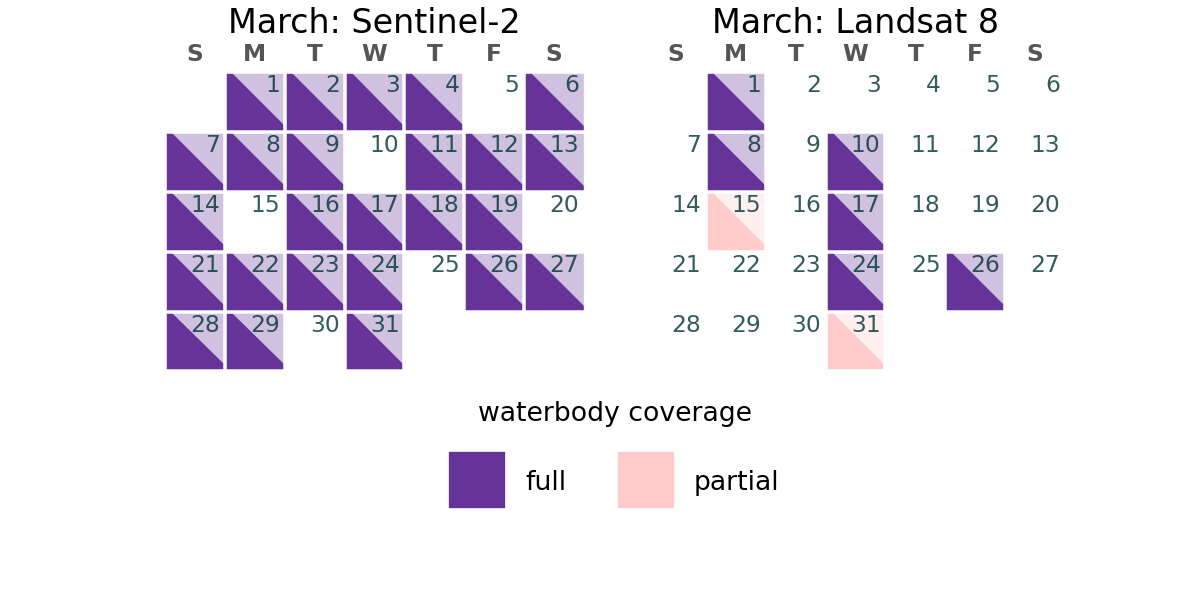 March: Sentinel-2
S M T W T F S
1 2 3 4 5 6
7 8 9 10 11 12 13
14 15 16 17 18 19 20
21 22 23 24 25 26 27
28 29 30 31
March: Landsat 8
S M T W T F S
1 2 3 4 5 6
7 8 9 10 11 12 13
14 15 16 17 18 19 20
21 22 23 24 25 26 27
28 29 30 31
waterbody coverage
full
partial